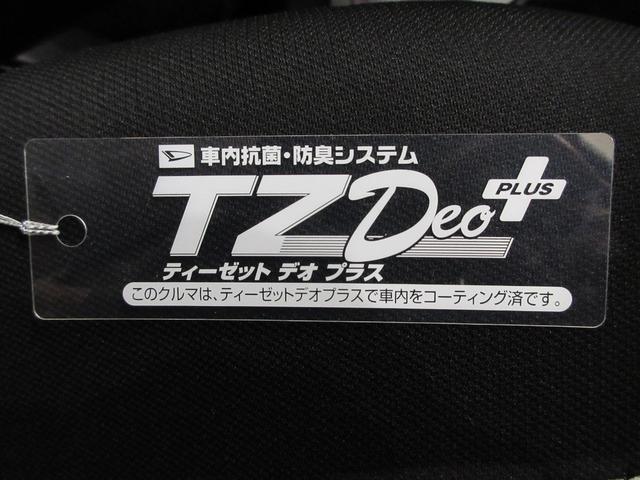 車内抗菌・防臭システム
TZ Deo PLUS
ティーゼット デオ プラス
このクルマは、ティーゼットデオプラスで車内をコーティング済です。